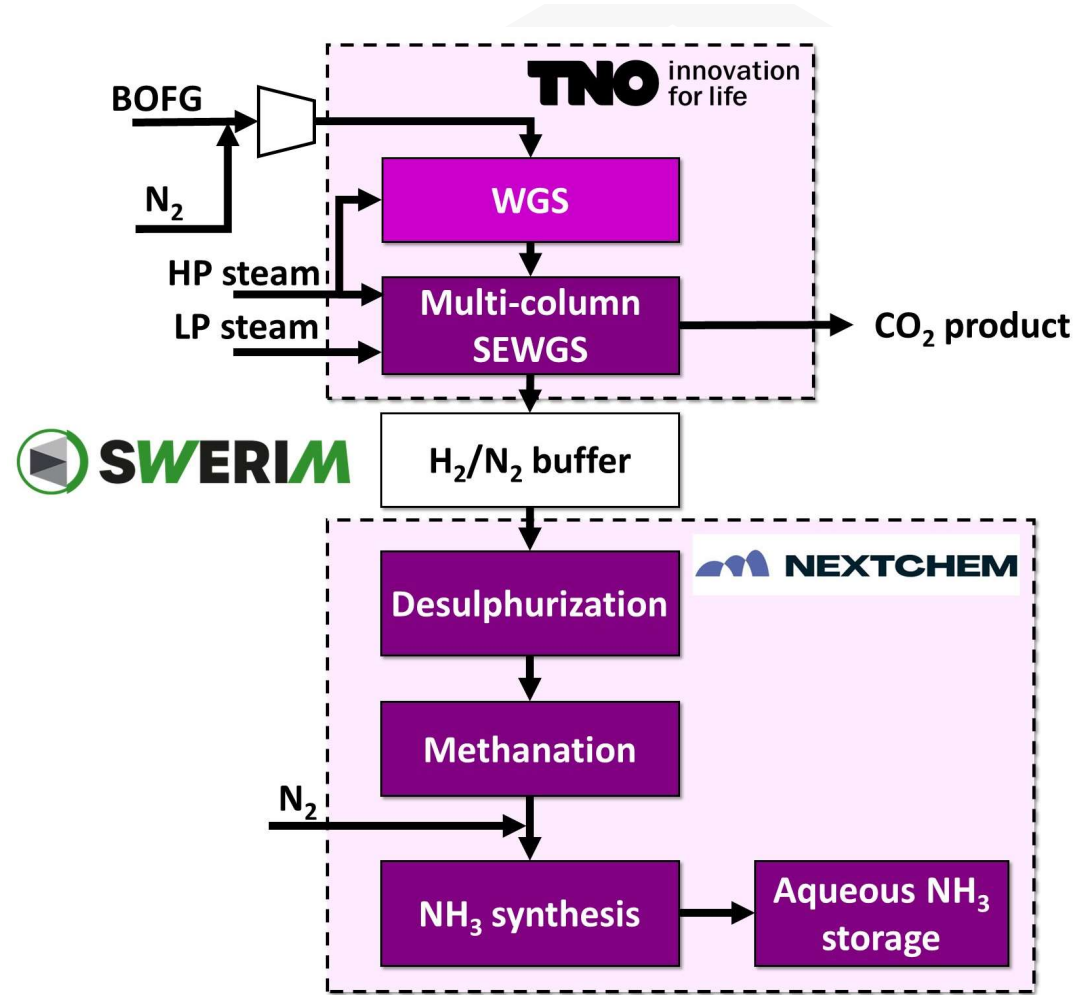 TNO innovation
for life
BOFG
N₂
WGS
HP steam
LP steam
Multi-column
SEWGS
CO₂ product
SWERIM
H₂/N₂ buffer
NEXTCHEM
Desulphurization
Methanation
N₂
NH₃ synthesis
Aqueous NH₃
storage